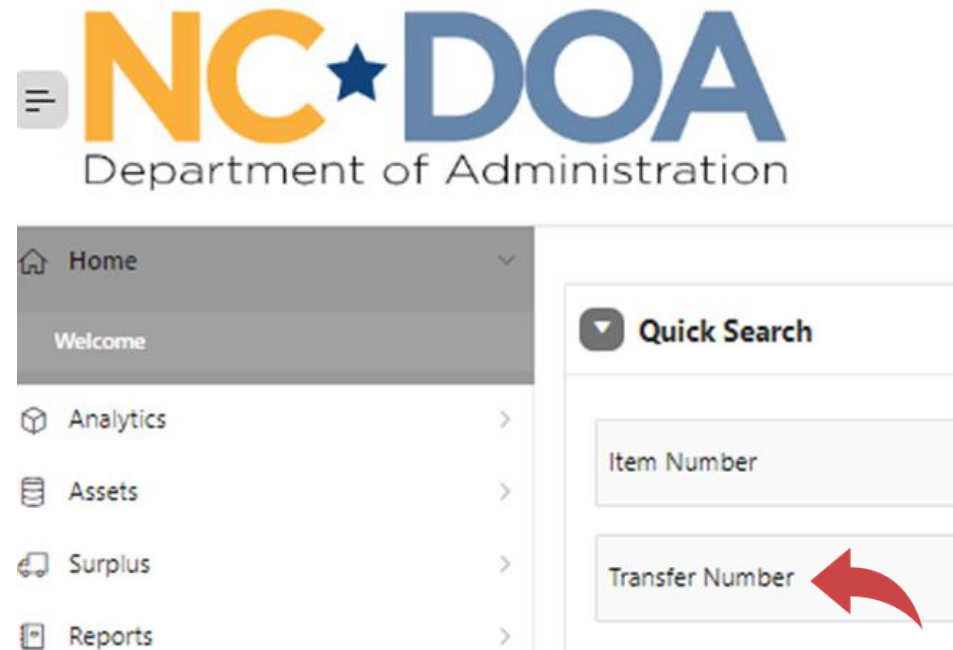 NC★DOA
Department of Administration
Home
Welcome
Analytics
Assets
Surplus
Reports
Quick Search
Item Number
Transfer Number